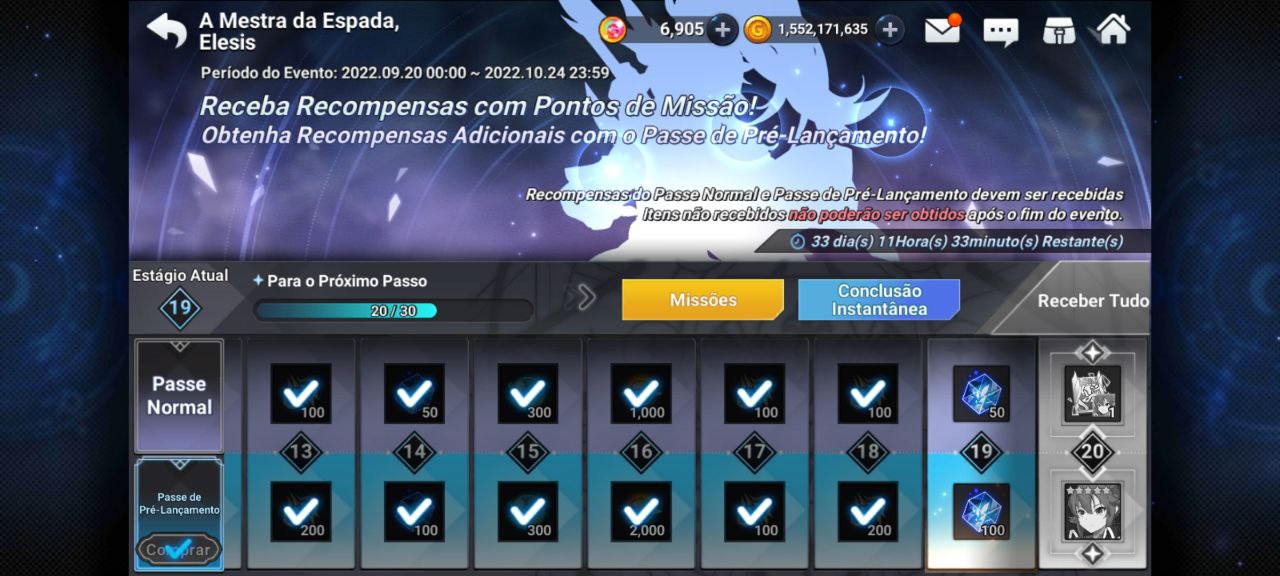 A Mestra da Espada,
Elesis
6,905
1,552,171,635
Período do Evento: 2022.09.20 00:00 ~ 2022.10.24 23:59
Receba Recompensas com Pontos de Missão!
Obtenha Recompensas Adicionais com o Passe de Pré-Lançamento!
Recompensas do Passe Normal e Passe de Pré-Lançamento devem ser recebidas
Itens não recebidos não poderão ser obtidos após o fim do evento.
33 dia(s) 11Hora(s) 33minuto(s) Restante(s)
Estágio Atual
19
Para o Próximo Passo
20 / 30
Missões
Conclusão
Instantânea
Receber Tudo
Passe
Normal
100
50
300
1,000
100
100
50
1
13
14
15
16
17
18
19
20
Passe de
Pré-Lançamento
Comprar
200
100
300
2,000
100
200
100